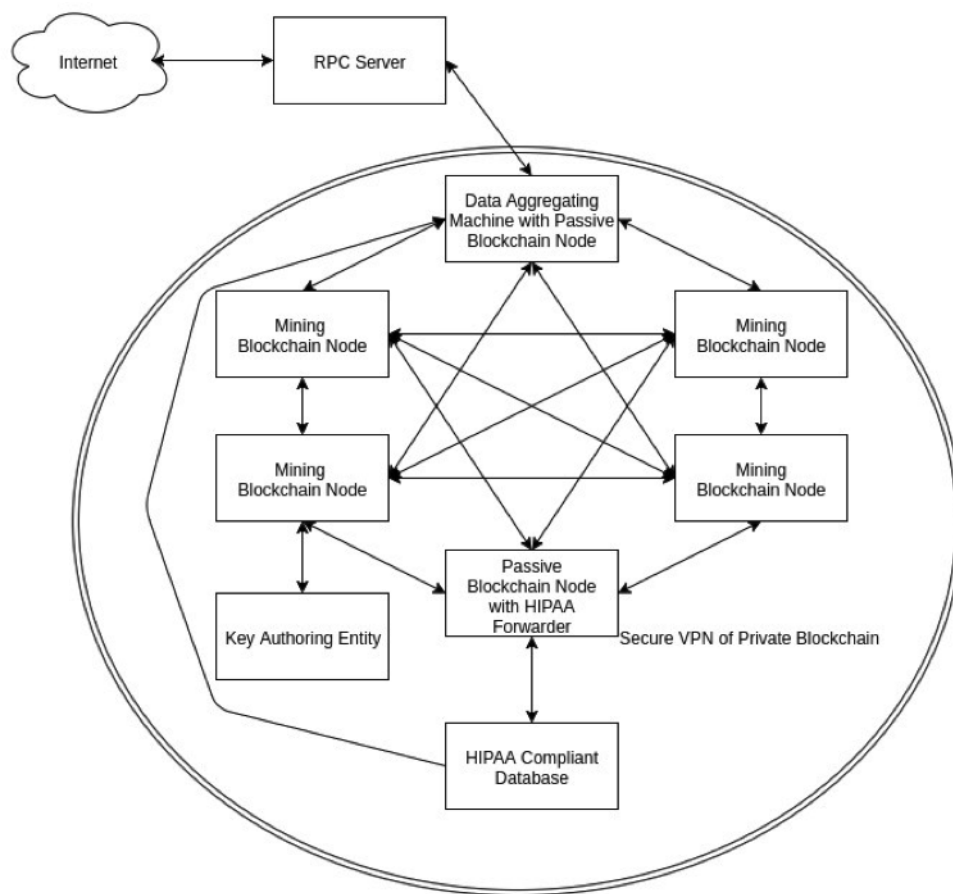 Internet
RPC Server
Data Aggregating
Machine with Passive
Blockchain Node
Mining
Blockchain Node
Mining
Blockchain Node
Mining
Blockchain Node
Mining
Blockchain Node
Passive
Blockchain Node
with HIPAA
Forwarder
Key Authoring Entity
Secure VPN of Private Blockchain
HIPAA Compliant
Database